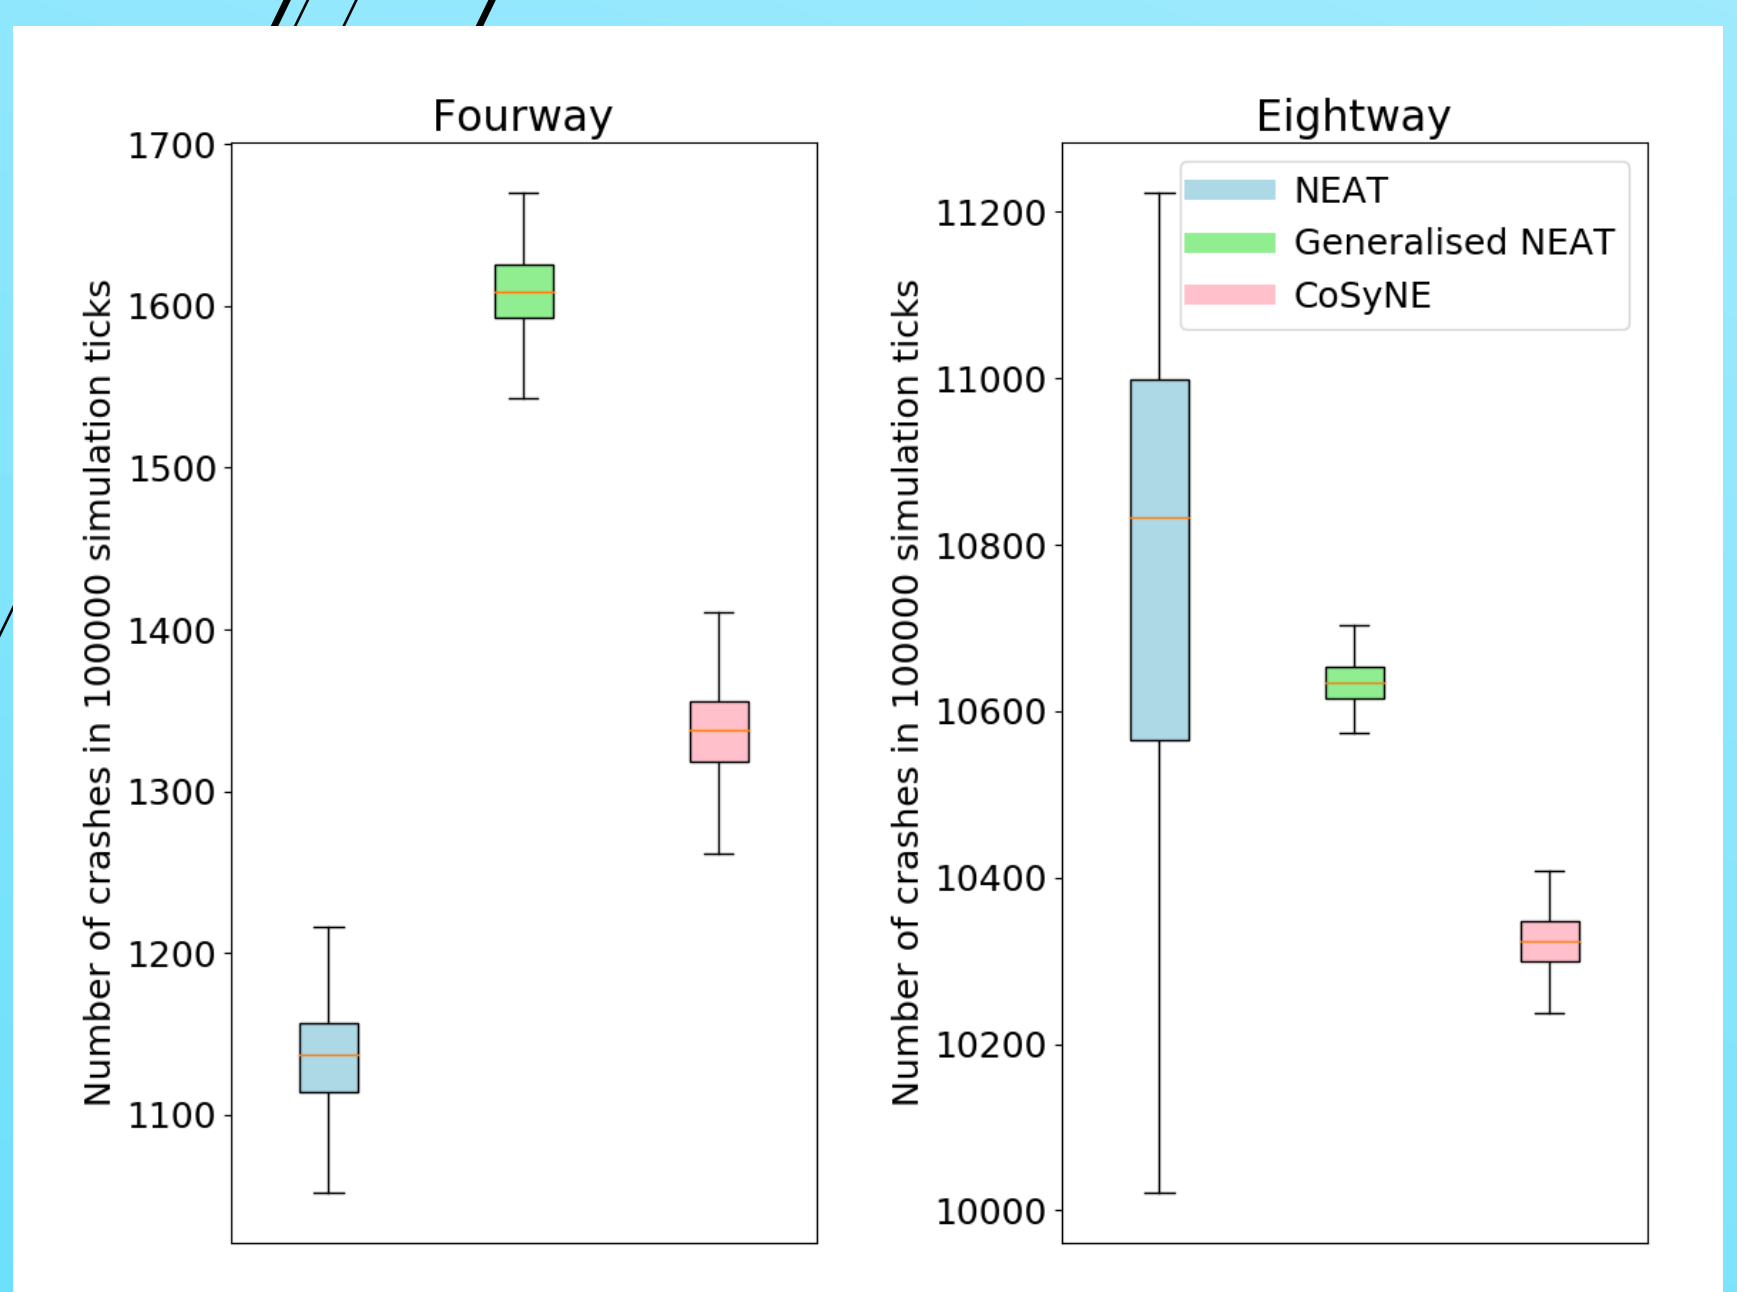 Fourway
Number of crashes in 100000 simulation ticks
1700
1600
1500
1400
1300
1200
1100
Eightway
Number of crashes in 100000 simulation ticks
11200
11000
10800
10600
10400
10200
10000
NEAT
Generalised NEAT
CoSyNE